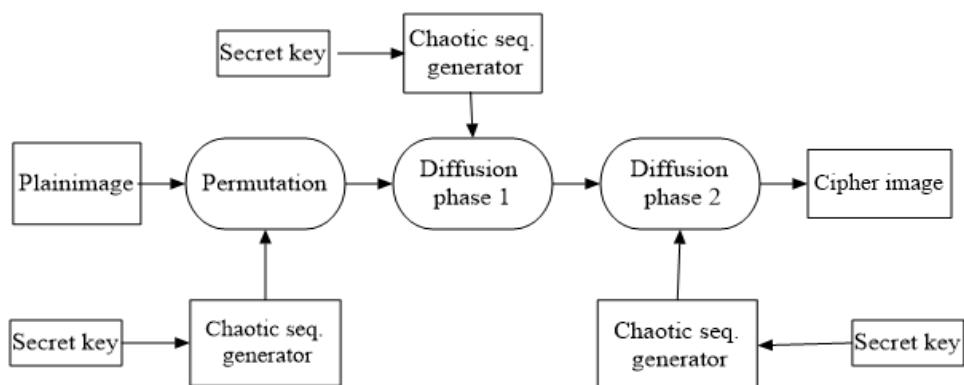 Secret key
Chaotic seq.
generator
Plainimage
Permutation
Diffusion
phase 1
Diffusion
phase 2
Cipher image
Secret key
Chaotic seq.
generator
Chaotic seq.
generator
Secret key